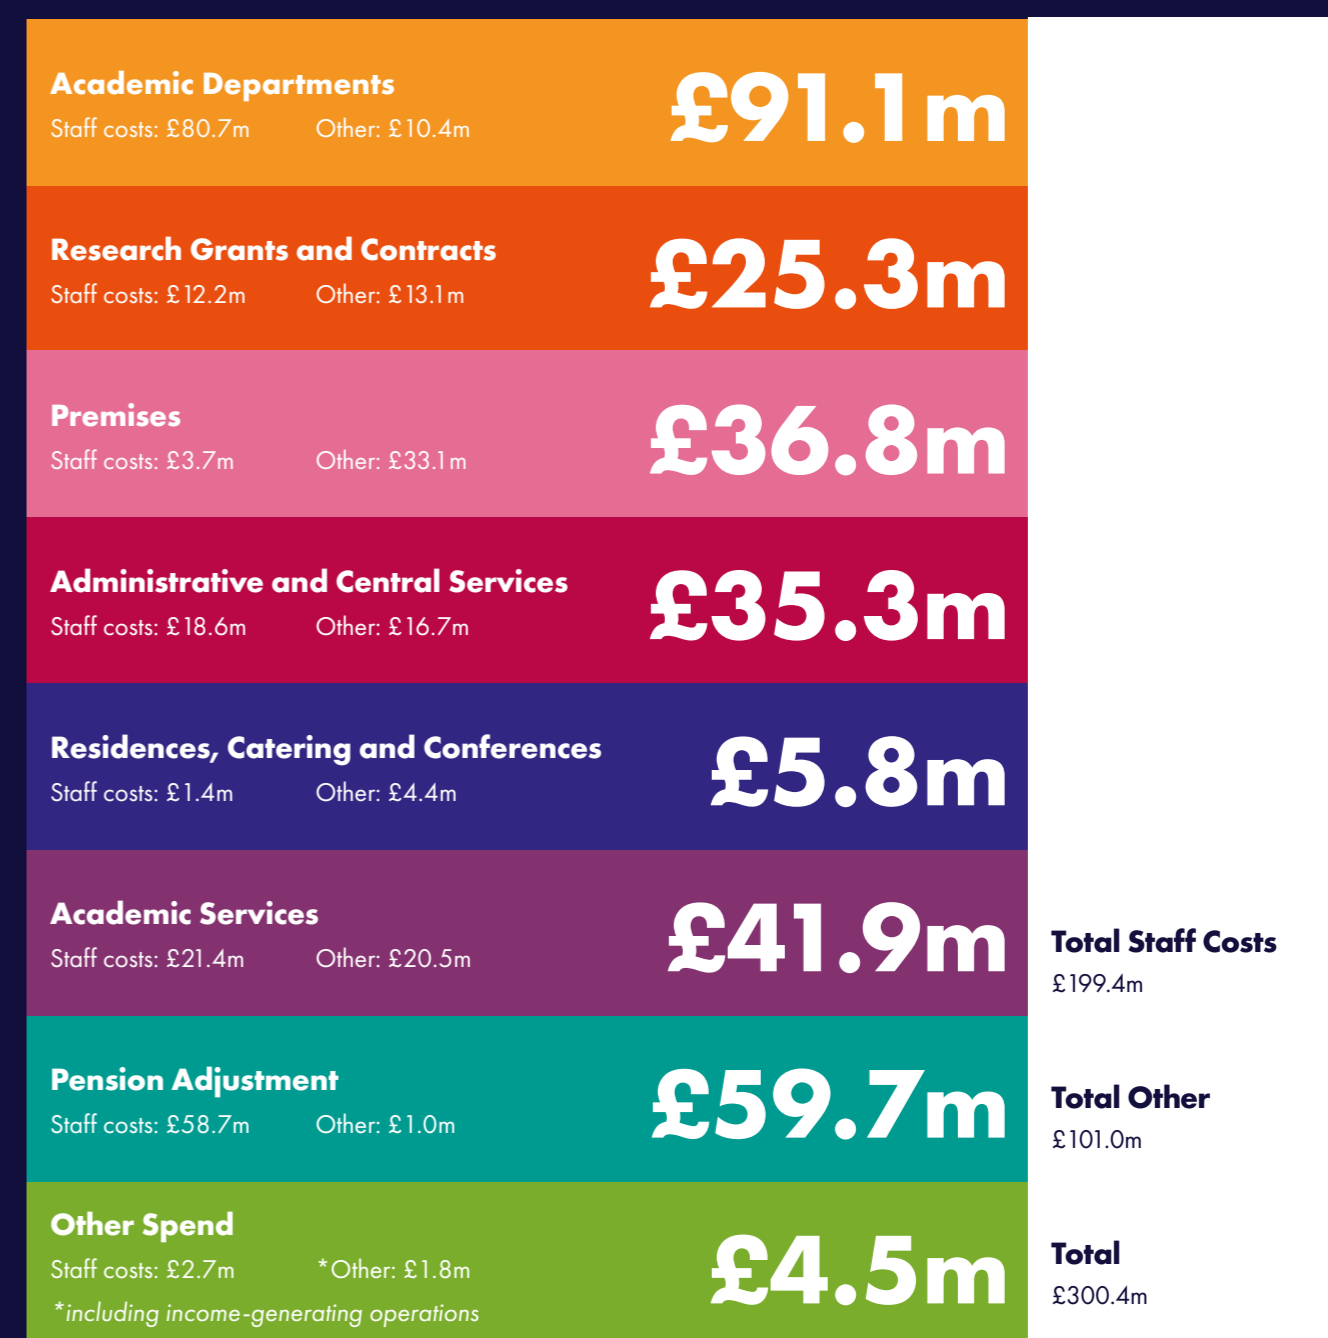 Academic Departments
Staff costs: £80.7m Other: £10.4m
£91.1m
Research Grants and Contracts
Staff costs: £12.2m Other: £13.1m
£25.3m
Premises
Staff costs: £3.7m Other: £33.1m
£36.8m
Administrative and Central Services
Staff costs: £18.6m Other: £16.7m
£35.3m
Residences, Catering and Conferences
Staff costs: £1.4m Other: £4.4m
£5.8m
Academic Services
Staff costs: £21.4m Other: £20.5m
£41.9m
Pension Adjustment
Staff costs: £58.7m Other: £1.0m
£59.7m
Other Spend
Staff costs: £2.7m *Other: £1.8m
*including income-generating operations
£4.5m
Total Staff Costs
£199.4m
Total Other
£101.0m
Total
£300.4m